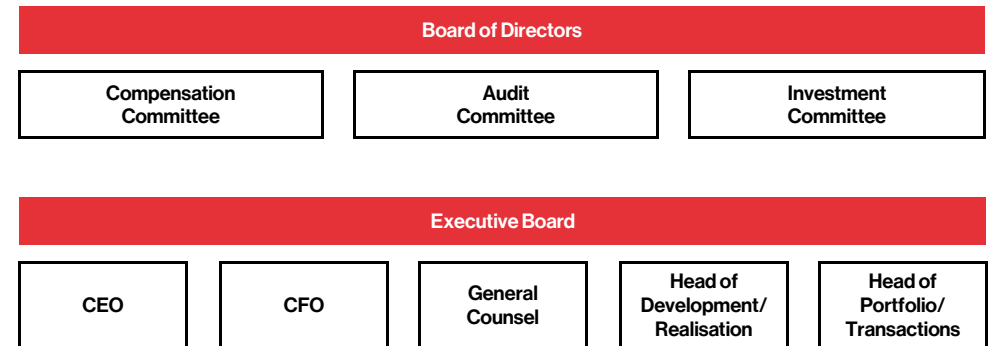 Board of Directors
Compensation
Committee
Audit
Committee
Investment
Committee
Executive Board
CEO
CFO
General
Counsel
Head of
Development/
Realisation
Head of
Portfolio/
Transactions